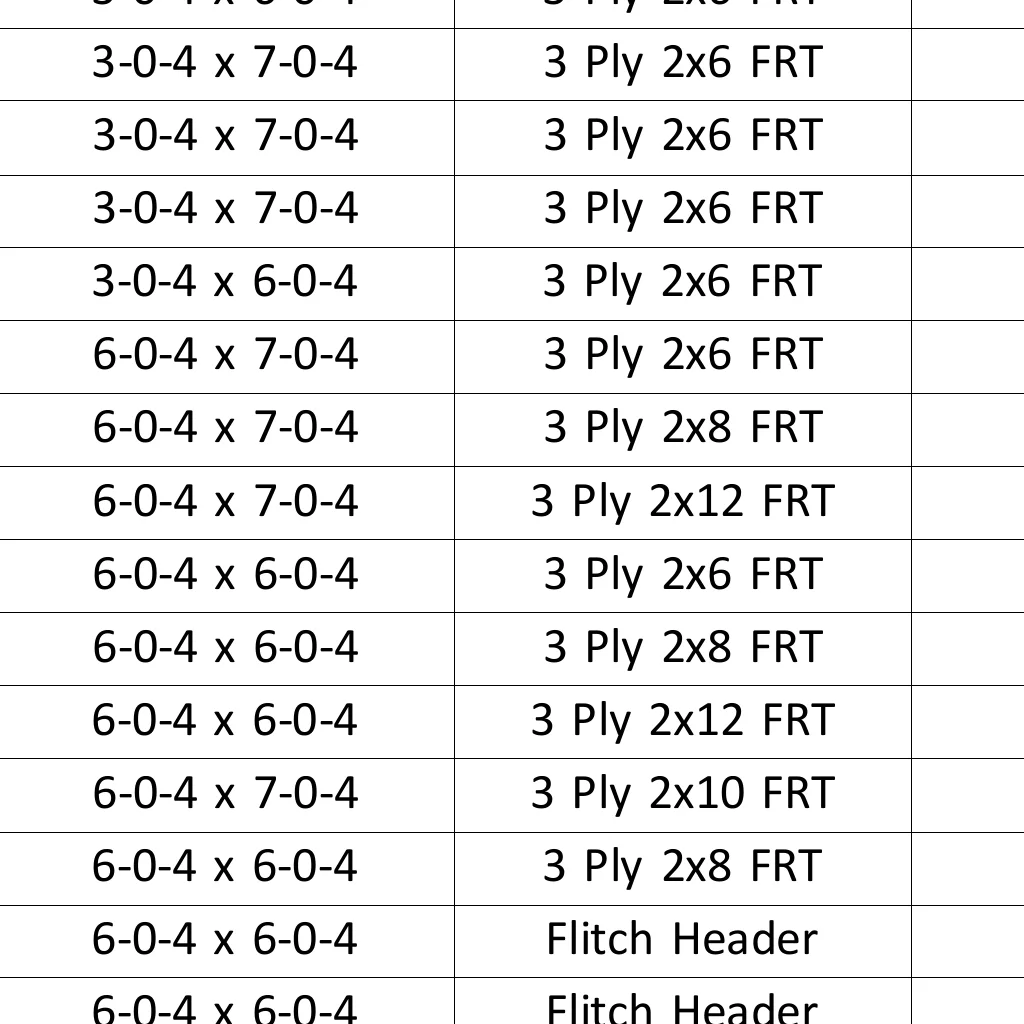 3-0-4 x 7-0-4 3 Ply 2x6 FRT
3-0-4 x 7-0-4 3 Ply 2x6 FRT
3-0-4 x 7-0-4 3 Ply 2x6 FRT
3-0-4 x 6-0-4 3 Ply 2x6 FRT
6-0-4 x 7-0-4 3 Ply 2x6 FRT
6-0-4 x 7-0-4 3 Ply 2x8 FRT
6-0-4 x 7-0-4 3 Ply 2x12 FRT
6-0-4 x 6-0-4 3 Ply 2x6 FRT
6-0-4 x 6-0-4 3 Ply 2x8 FRT
6-0-4 x 6-0-4 3 Ply 2x12 FRT
6-0-4 x 7-0-4 3 Ply 2x10 FRT
6-0-4 x 6-0-4 3 Ply 2x8 FRT
6-0-4 x 6-0-4 Flitch Header
6-0-4 x 6-0-4 Flitch Header